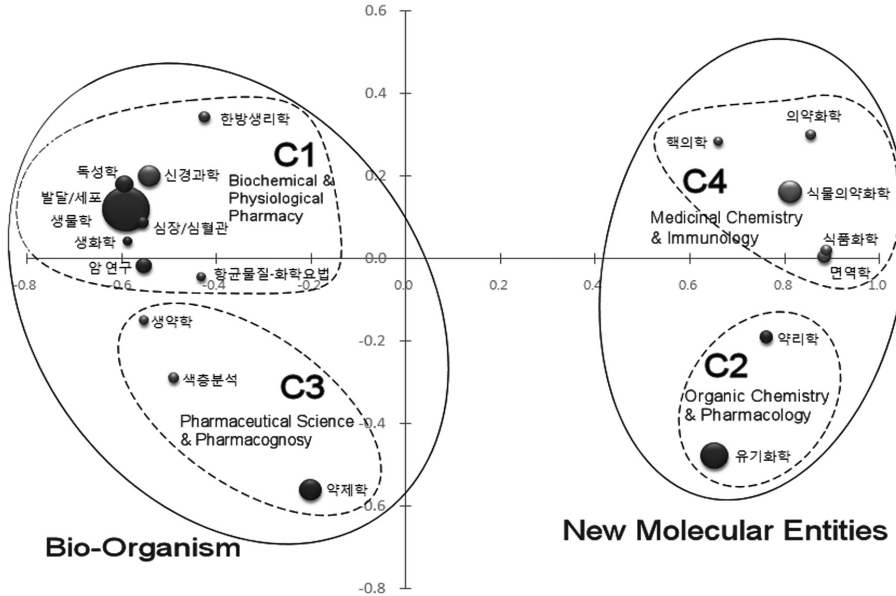 0.6
0.4
한방생리학
의약화학
핵의학
C1
독성학
신경과학
Biochemical &
Physiological
Pharmacy
0.2
C4
발달/세포
생물학
식물의약화학
심장/심혈관
Medicinal Chemistry
& Immunology
생화학
식품화학
암 연구
항균물질-화학요법
0.0
면역학
-0.8
-0.6
-0.4
-0.2
0.0
0.2
0.4
0.6
0.8
1.0
생약학
-0.2
약리학
색층분석
C3
C2
Organic Chemistry
& Pharmacology
Pharmaceutical Science
& Pharmacognosy
-0.4
유기화학
약제학
-0.6
Bio-Organism
New Molecular Entities
-0.8